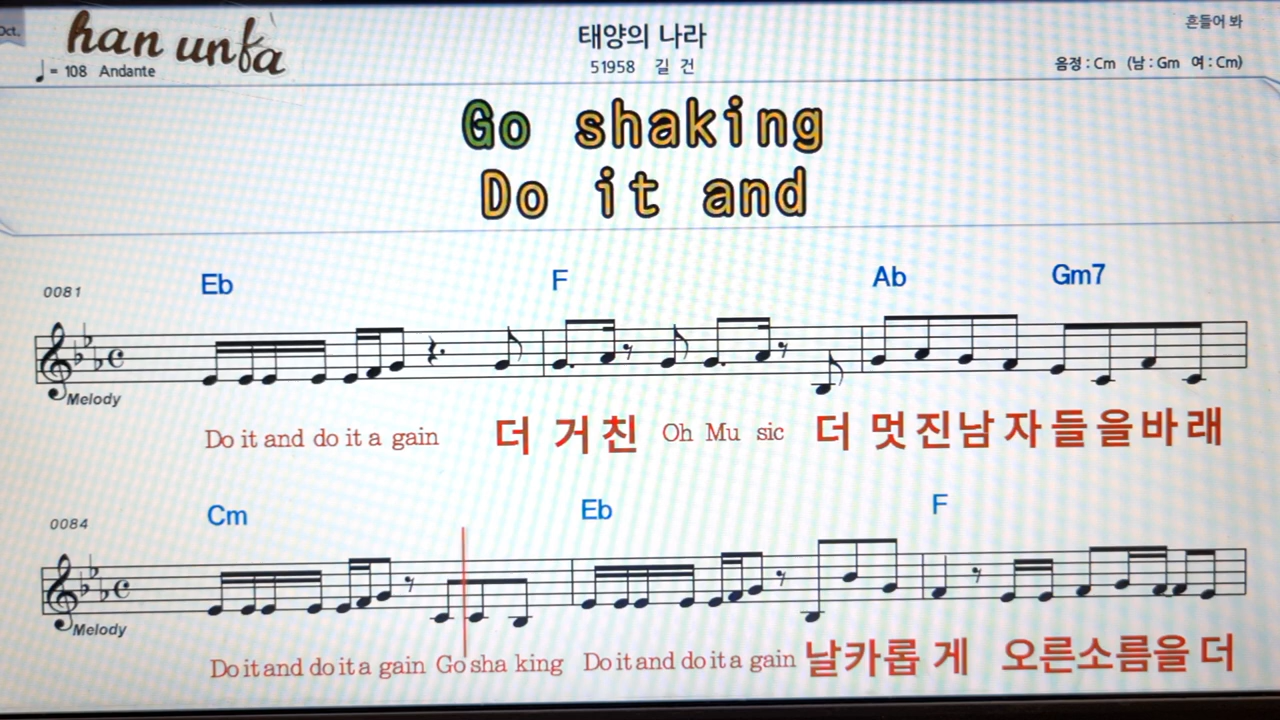 Oct.
han unfa
♩= 108 Andante
태양의 나라
51958 길 건
흔들어 봐
음정 : Cm (남 : Gm 여 : Cm)
Go shaking
Do it and
0081
Eb F Ab Gm7
Melody
Do it and do it a gain 더 거 친 Oh Mu sic 더 멋 진 남 자 들 을 바 래
0084
Cm Eb F
Melody
Do it and do it a gain Go sha king Do it and do it a gain 날 카 롭 게 오 른 소 름 을 더